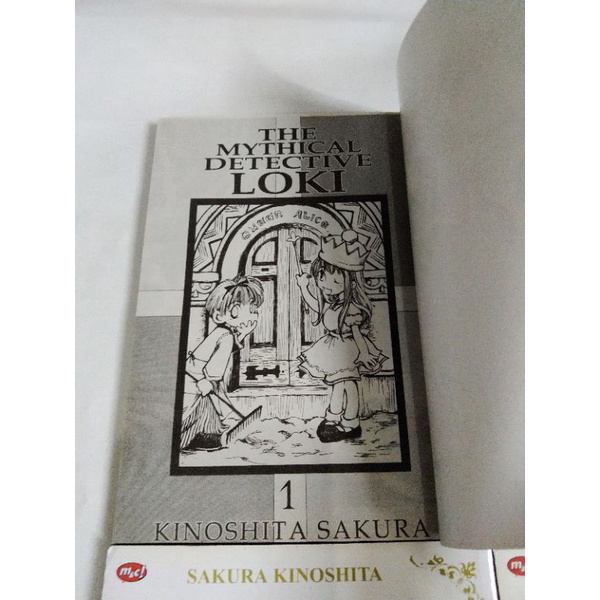 THE
MYTHICAL
DETECTIVE
LOKI
QUEEN ALICE
1
KINOSHITA SAKURA
m&c!
SAKURA KINOSHITA
m&c